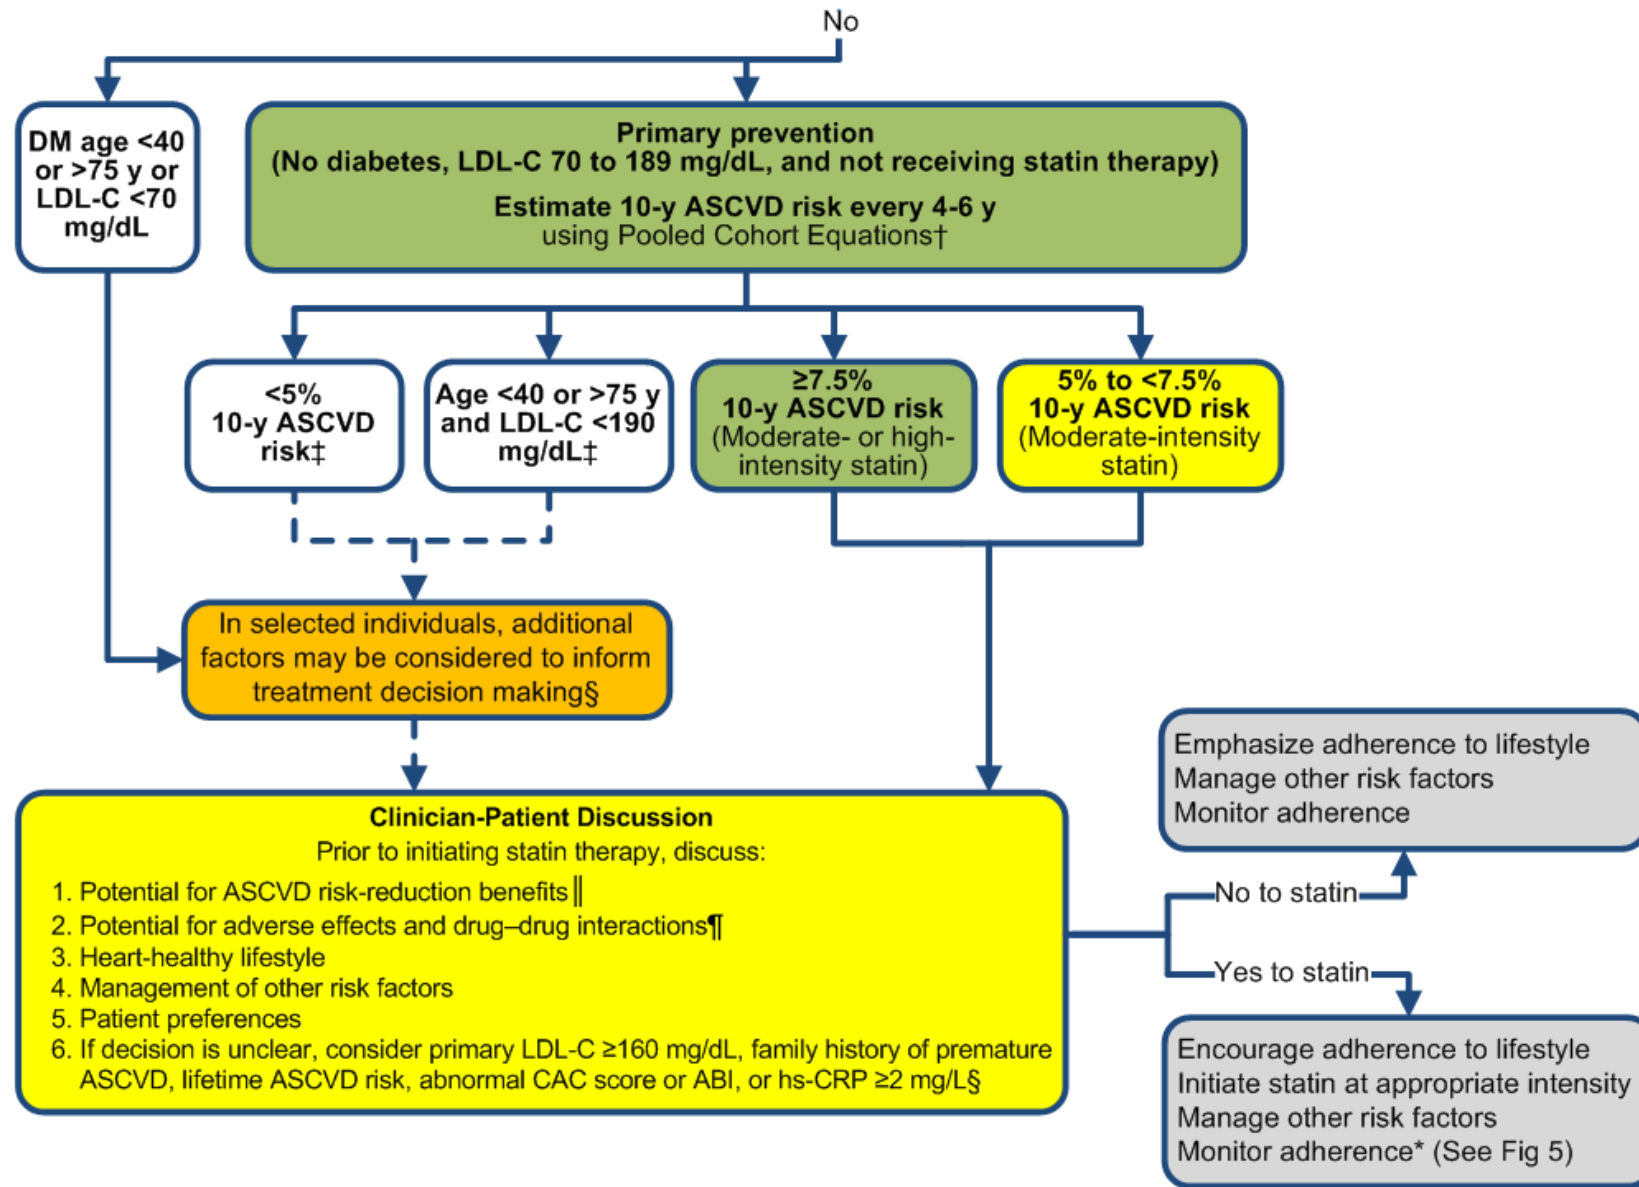 No
DM age <40
or >75 y or
LDL-C <70
mg/dL
Primary prevention
(No diabetes, LDL-C 70 to 189 mg/dL, and not receiving statin therapy)
Estimate 10-y ASCVD risk every 4-6 y
using Pooled Cohort Equations†
<5%
10-y ASCVD
risk‡
Age <40 or >75 y
and LDL-C <190
mg/dL‡
≥7.5%
10-y ASCVD risk
(Moderate- or high-
intensity statin)
5% to <7.5%
10-y ASCVD risk
(Moderate-intensity
statin)
In selected individuals, additional
factors may be considered to inform
treatment decision making§
Clinician-Patient Discussion
Prior to initiating statin therapy, discuss:
1. Potential for ASCVD risk-reduction benefits‖
2. Potential for adverse effects and drug–drug interactions¶
3. Heart-healthy lifestyle
4. Management of other risk factors
5. Patient preferences
6. If decision is unclear, consider primary LDL-C ≥160 mg/dL, family history of premature
ASCVD, lifetime ASCVD risk, abnormal CAC score or ABI, or hs-CRP ≥2 mg/L§
No to statin
Emphasize adherence to lifestyle
Manage other risk factors
Monitor adherence
Yes to statin
Encourage adherence to lifestyle
Initiate statin at appropriate intensity
Manage other risk factors
Monitor adherence* (See Fig 5)